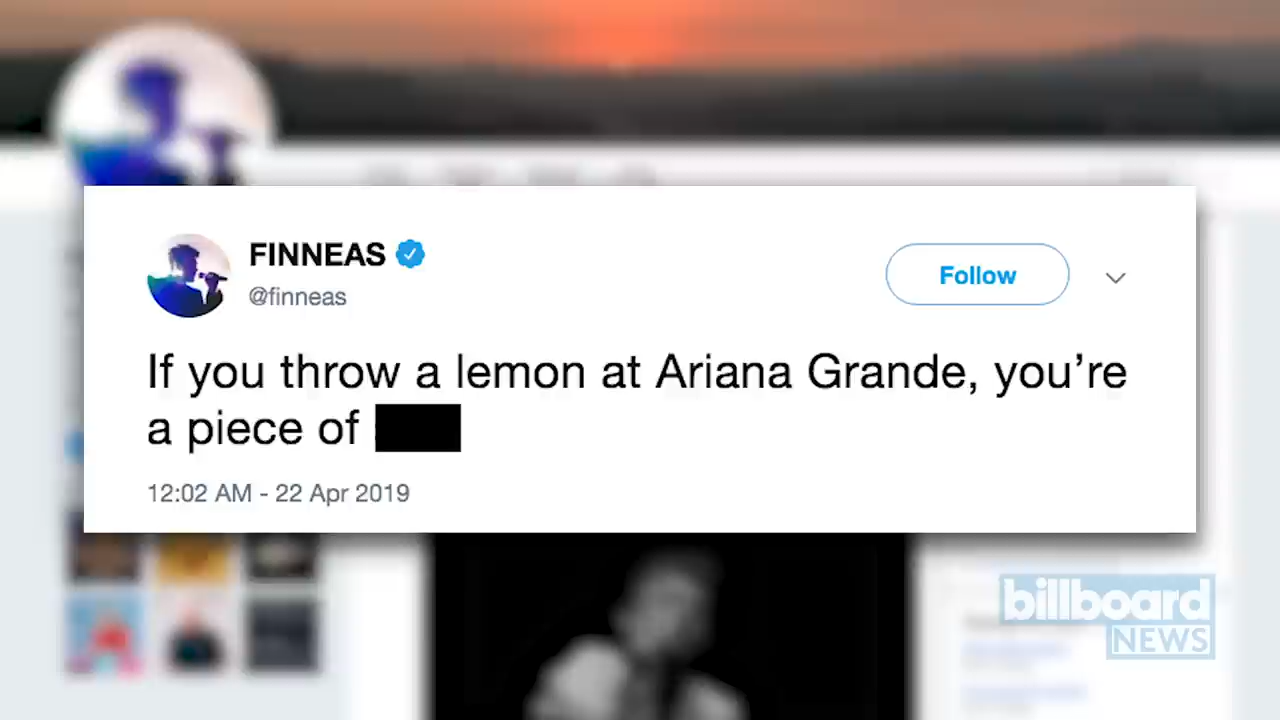 FINNEAS
@finneas
Follow
If you throw a lemon at Ariana Grande, you’re
a piece of
12:02 AM - 22 Apr 2019
billboard
NEWS